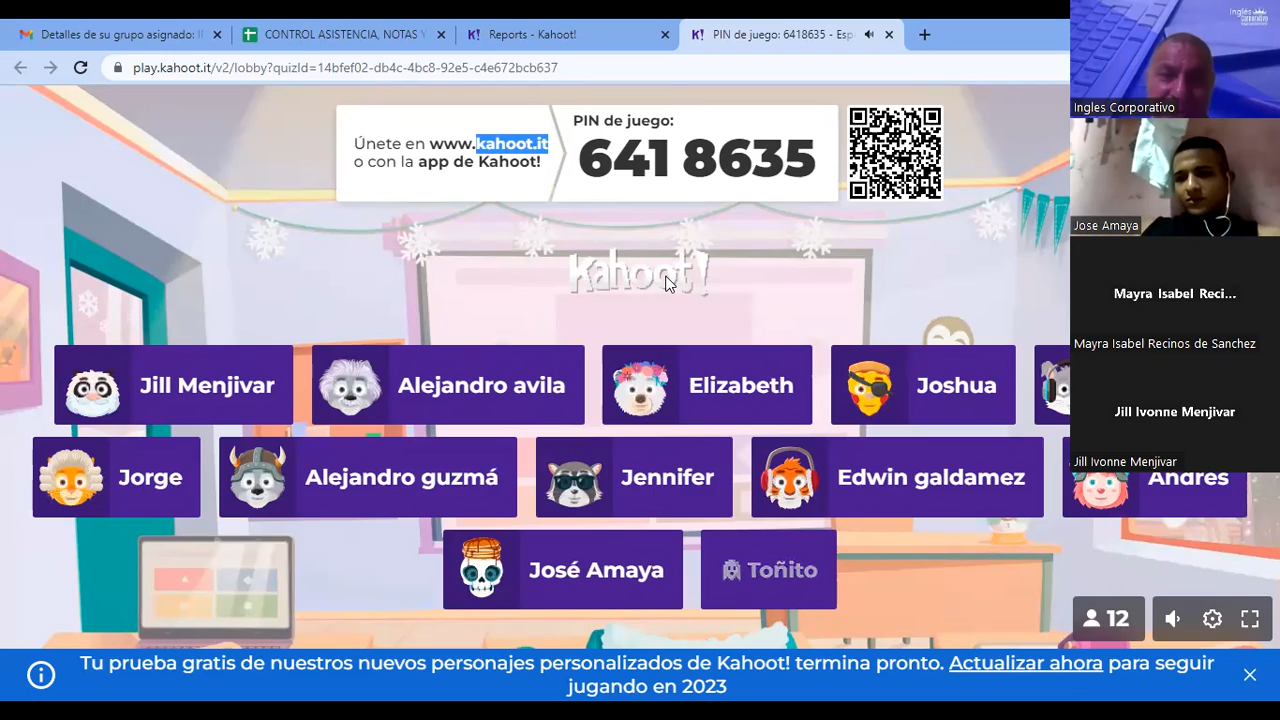 Detalles de su grupo asignado: I
CONTROL ASISTENCIA, NOTAS Y
Reports - Kahoot!
PIN de juego: 6418635 - Esp
play.kahoot.it/v2/lobby?quizId=14bfef02-db4c-4bc8-92e5-c4e672bcb637
Únete en www.kahoot.it
o con la app de Kahoot!
PIN de juego:
641 8635
Kahoot!
Jill Menjivar
Alejandro avila
Elizabeth
Joshua
Jorge
Alejandro guzmá
Jennifer
Edwin galdamez
Andres
José Amaya
Toñito
12
Tu prueba gratis de nuestros nuevos personajes personalizados de Kahoot! termina pronto. Actualizar ahora para seguir
jugando en 2023
Inglés
Corporativo
Ingles Corporativo
Jose Amaya
Mayra Isabel Reci...
Mayra Isabel Recinos de Sanchez
Jill Ivonne Menjivar
Jill Ivonne Menjivar